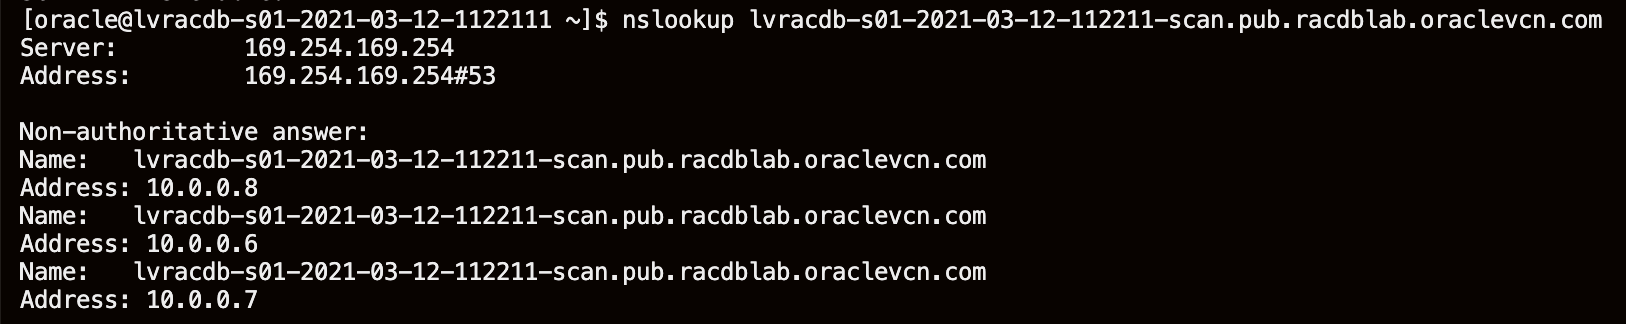 [oracle@lvracdb-s01-2021-03-12-1122111 ~]$ nslookup lvracdb-s01-2021-03-12-112211-scan.pub.racdblab.oraclevcn.com
Server:         169.254.169.254
Address:        169.254.169.254#53

Non-authoritative answer:
Name:   lvracdb-s01-2021-03-12-112211-scan.pub.racdblab.oraclevcn.com
Address: 10.0.0.8
Name:   lvracdb-s01-2021-03-12-112211-scan.pub.racdblab.oraclevcn.com
Address: 10.0.0.6
Name:   lvracdb-s01-2021-03-12-112211-scan.pub.racdblab.oraclevcn.com
Address: 10.0.0.7